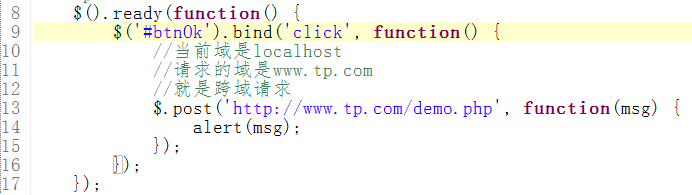 8 $().ready(function() {
9 $('#btnOk').bind('click', function() {
10 //当前域是localhost
11 //请求的域是www.tp.com
12 //就是跨域请求
13 $.post('http://www.tp.com/demo.php', function(msg) {
14 alert(msg);
15 });
16 });
17 });